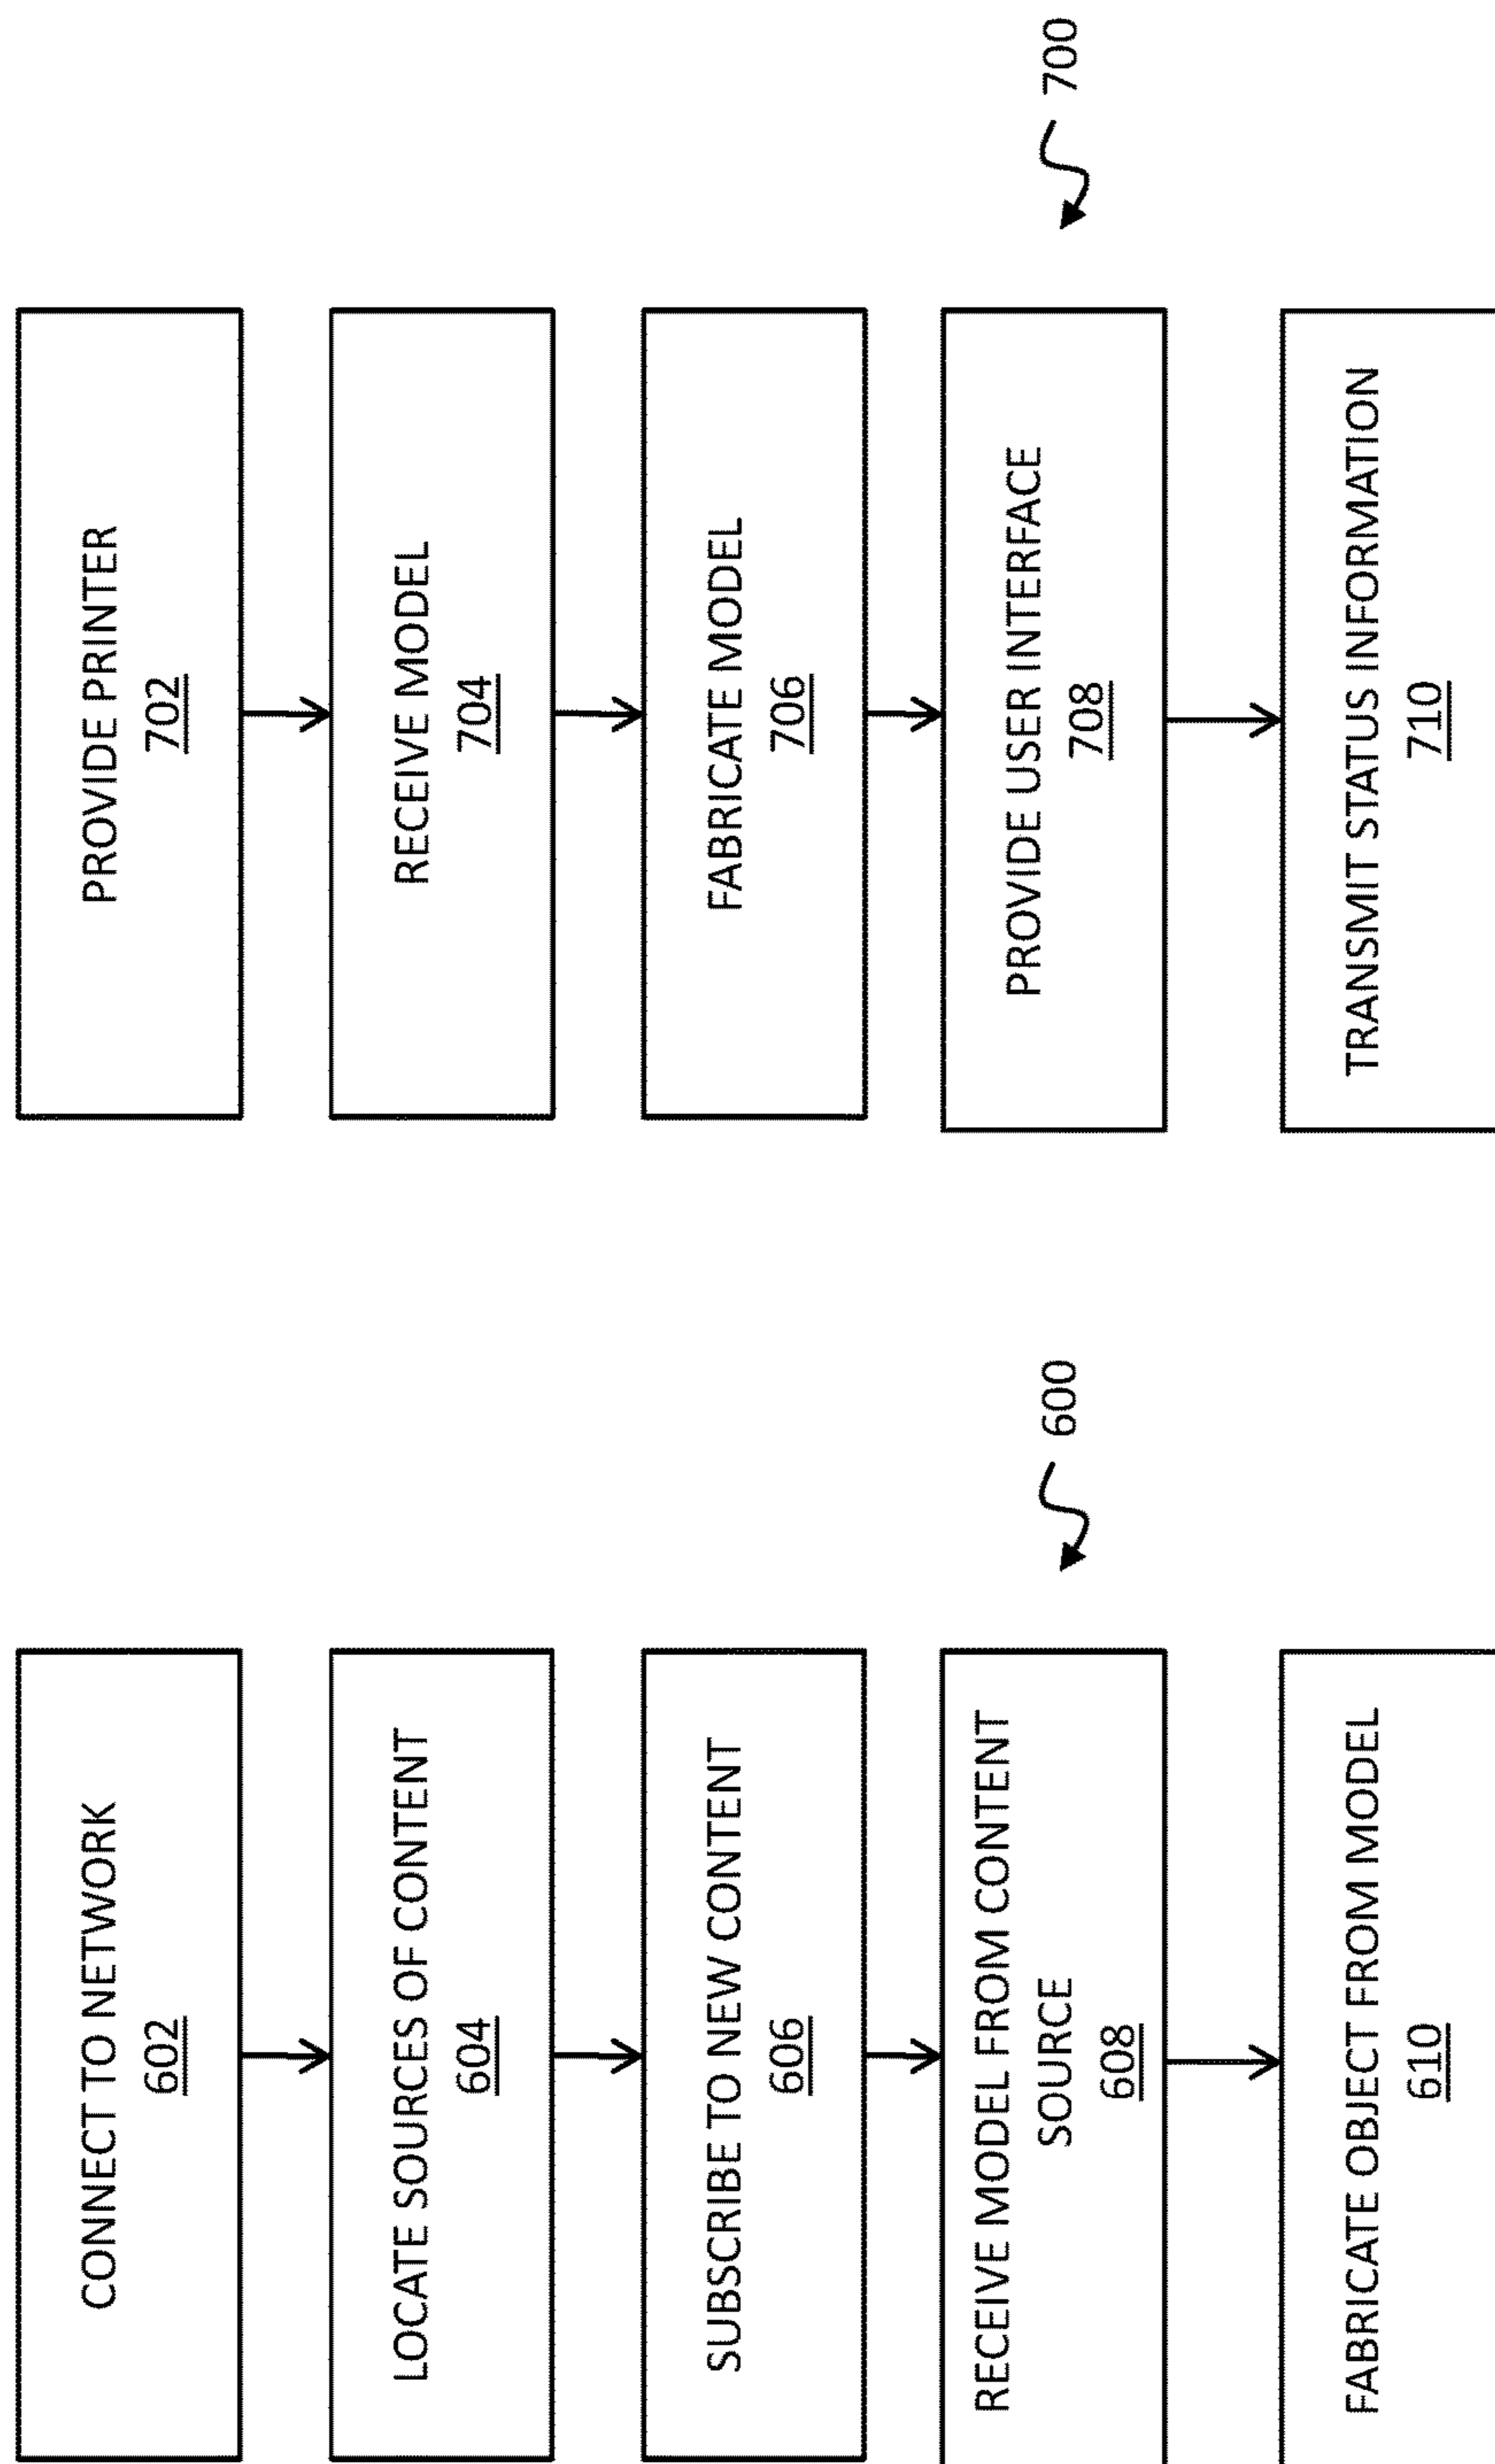 CONNECT TO NETWORK
602
LOCATE SOURCES OF CONTENT
604
SUBSCRIBE TO NEW CONTENT
606
RECEIVE MODEL FROM CONTENT
SOURCE
608
FABRICATE OBJECT FROM MODEL
610
600
PROVIDE PRINTER
702
RECEIVE MODEL
704
FABRICATE MODEL
706
PROVIDE USER INTERFACE
708
TRANSMIT STATUS INFORMATION
710
700